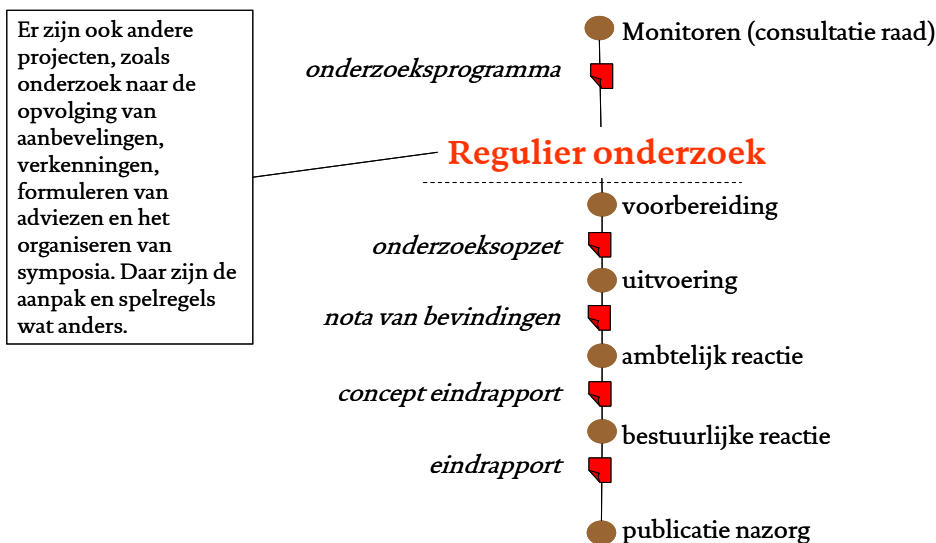 Er zijn ook andere
projecten, zoals
onderzoek naar de
opvolging van
aanbevelingen,
verkenningen,
formuleren van
adviezen en het
organiseren van
symposia. Daar zijn de
aanpak en spelregels
wat anders.
Monitoren (consultatie raad)
onderzoeksprogramma
Regulier onderzoek
voorbereiding
onderzoeksopzet
uitvoering
nota van bevindingen
ambtelijk reactie
concept eindrapport
bestuurlijke reactie
eindrapport
publicatie nazorg